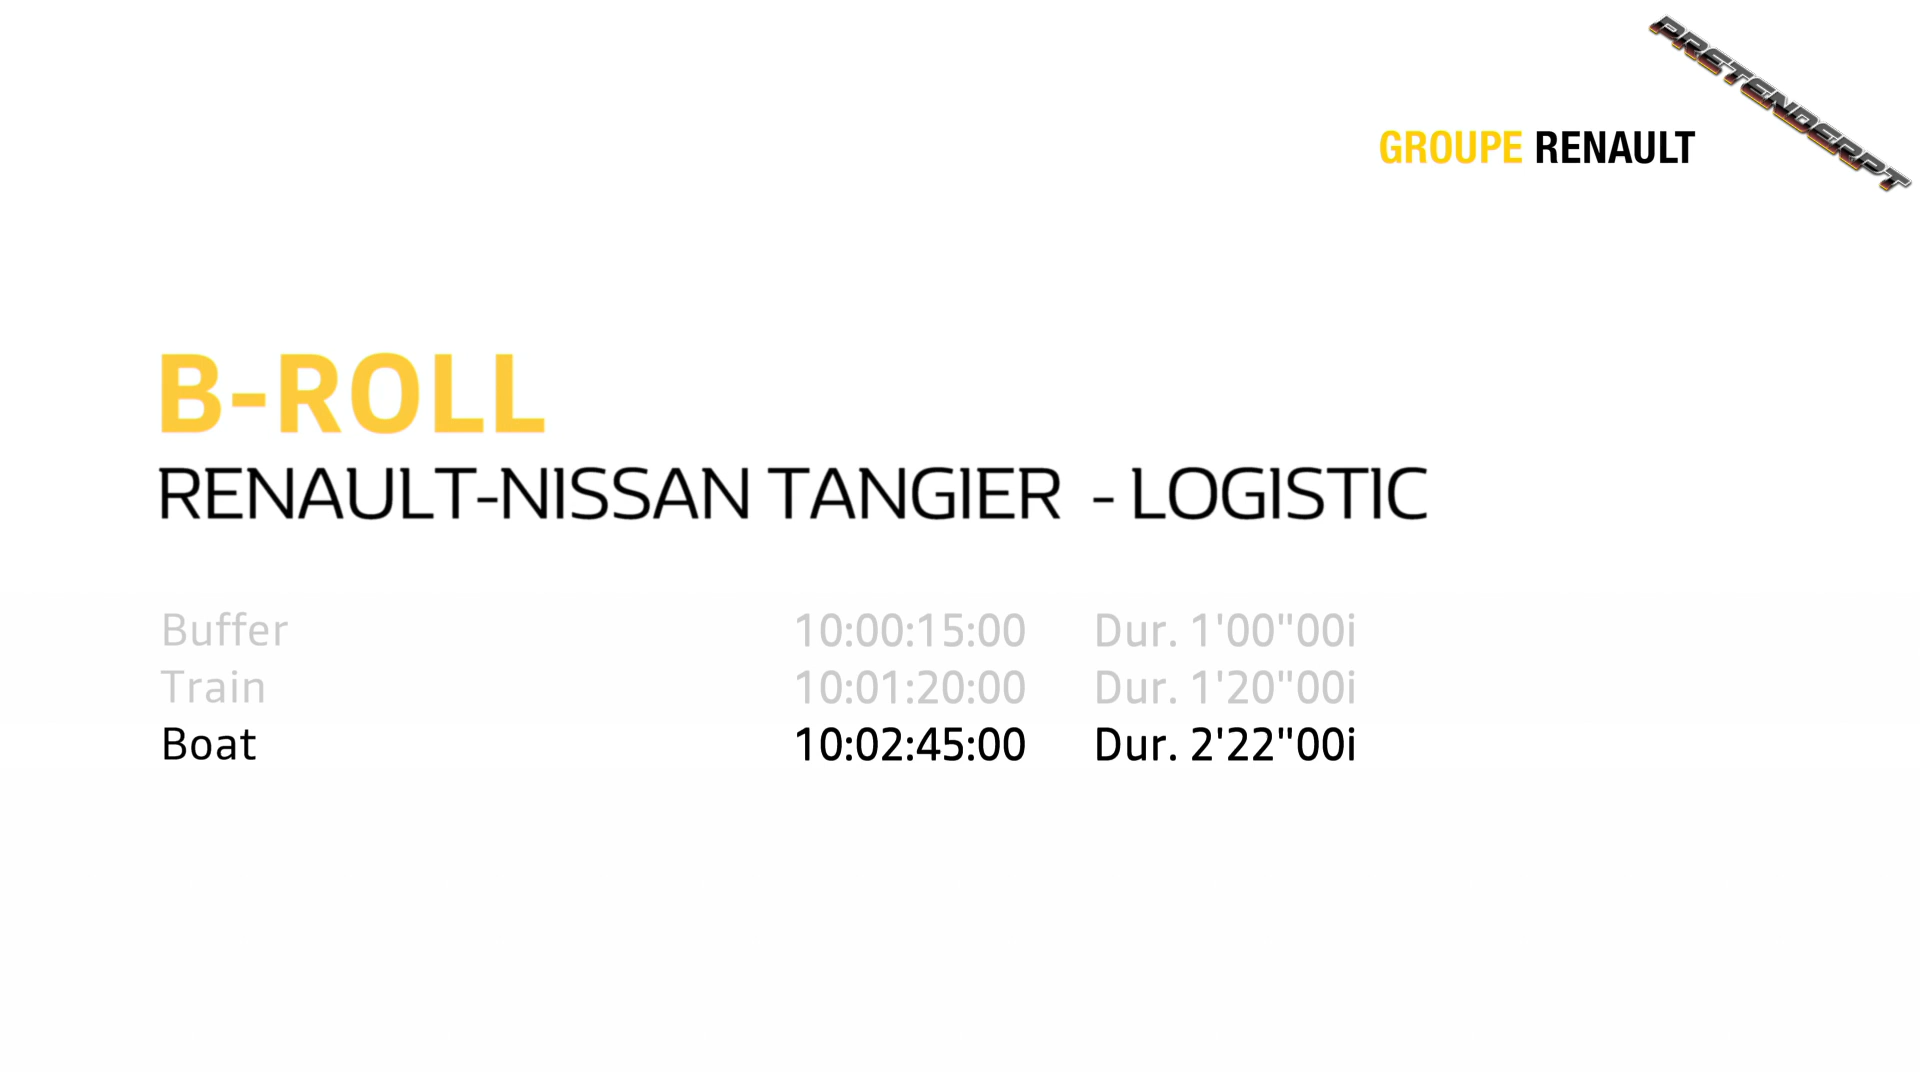 PRETENDERPT
GROUPE RENAULT
B-ROLL
RENAULT-NISSAN TANGIER - LOGISTIC
Buffer 10:00:15:00 Dur. 1'00"00i
Train 10:01:20:00 Dur. 1'20"00i
Boat 10:02:45:00 Dur. 2'22"00i